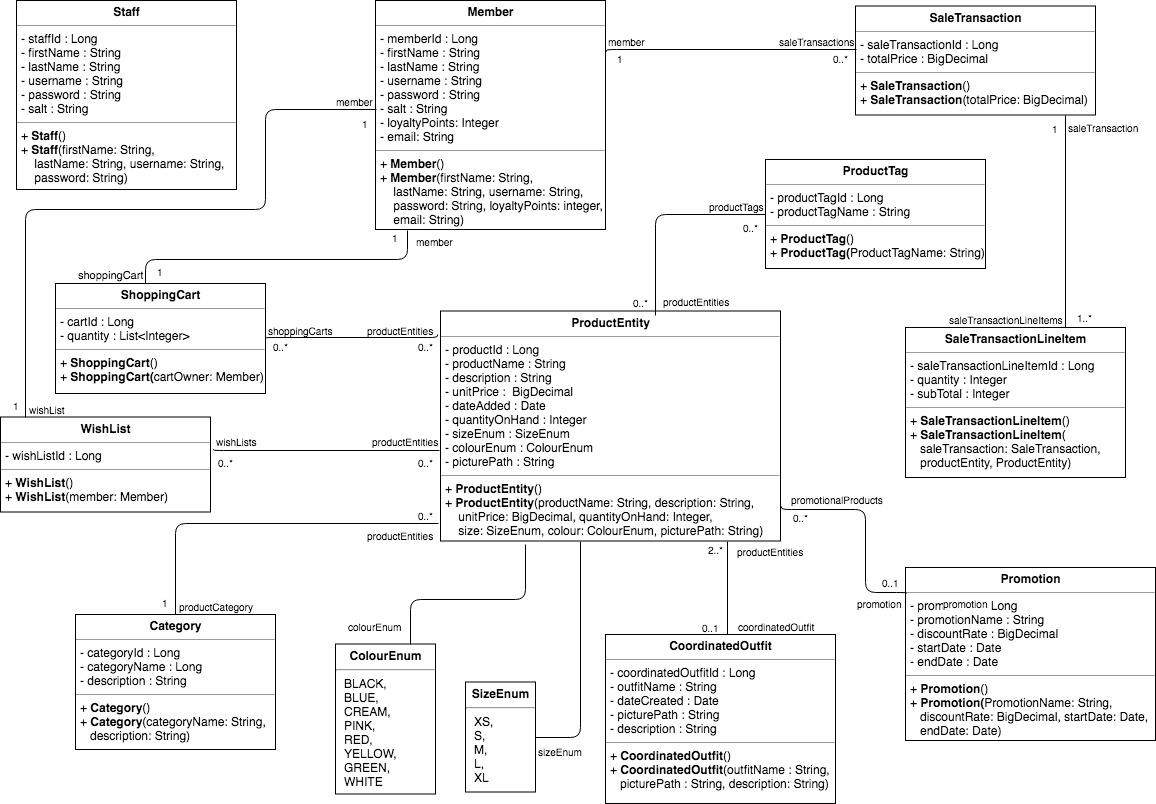 Staff
- staffId : Long
- firstName : String
- lastName : String
- username : String
- password : String
- salt : String
+ Staff()
+ Staff(firstName: String,
lastName: String, username: String,
password: String)
Member
- memberId : Long
- firstName : String
- lastName : String
- username : String
- password : String
- salt : String
- loyaltyPoints: Integer
- email: String
+ Member()
+ Member(firstName: String,
lastName: String, username: String,
password: String, loyaltyPoints: integer,
email: String)
member
1
saleTransactions
0..*
SaleTransaction
- saleTransactionId : Long
- totalPrice : BigDecimal
+ SaleTransaction()
+ SaleTransaction(totalPrice: BigDecimal)
member
1
1
saleTransaction
ProductTag
- productTagId : Long
- productTagName : String
+ ProductTag()
+ ProductTag(ProductTagName: String)
productTags
0..*
1
member
shoppingCart
1
0..*
productEntities
ShoppingCart
- cartId : Long
- quantity : List<Integer>
+ ShoppingCart()
+ ShoppingCart(cartOwner: Member)
shoppingCarts
0..*
productEntities
0..*
ProductEntity
- productId : Long
- productName : String
- description : String
- unitPrice :  BigDecimal
- dateAdded : Date
- quantityOnHand : Integer
- sizeEnum : SizeEnum
- colourEnum : ColourEnum
- picturePath : String
+ ProductEntity()
+ ProductEntity(productName: String, description: String,
unitPrice: BigDecimal, quantityOnHand: Integer,
size: SizeEnum, colour: ColourEnum, picturePath: String)
saleTransactionLineItems
1..*
SaleTransactionLineItem
- saleTransactionLineItemId : Long
- quantity : Integer
- subTotal : Integer
+ SaleTransactionLineItem()
+ SaleTransactionLineItem(
saleTransaction: SaleTransaction,
productEntity, ProductEntity)
1
wishList
WishList
- wishListId : Long
+ WishList()
+ WishList(member: Member)
wishLists
0..*
productEntities
0..*
0..*
productEntities
promotionalProducts
0..*
2..*
productEntities
0..1
promotion
Promotion
promotion
Long
- promotionName : String
- discountRate : BigDecimal
- startDate : Date
- endDate : Date
+ Promotion()
+ Promotion(PromotionName: String,
discountRate: BigDecimal, startDate: Date,
endDate: Date)
1
productCategory
Category
- categoryId : Long
- categoryName : Long
- description : String
+ Category()
+ Category(categoryName: String,
description: String)
colourEnum
ColourEnum
BLACK,
BLUE,
CREAM,
PINK,
RED,
YELLOW,
GREEN,
WHITE
SizeEnum
XS,
S,
M,
L,
XL
sizeEnum
0..1
coordinatedOutfit
CoordinatedOutfit
- coordinatedOutfitId : Long
- outfitName : String
- dateCreated : Date
- picturePath : String
- description : String
+ CoordinatedOutfit()
+ CoordinatedOutfit(outfitName : String,
picturePath : String, description: String)